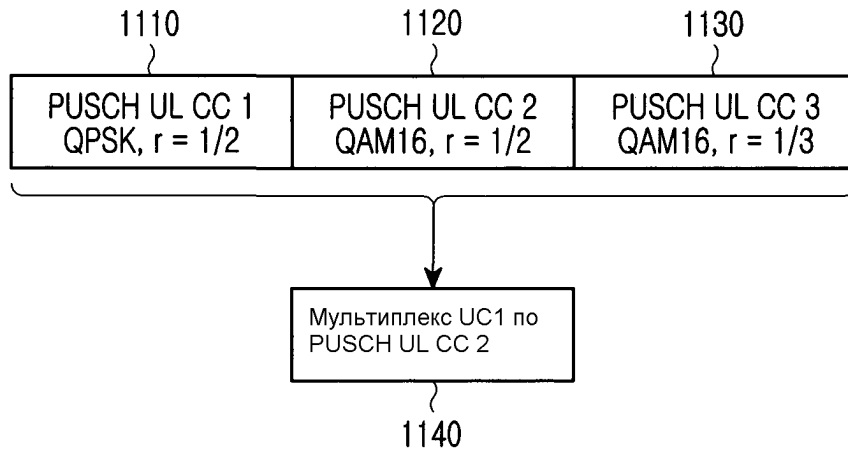 1110
1120
1130
PUSCH UL CC 1
QPSK, r = 1/2
PUSCH UL CC 2
QAM16, r = 1/2
PUSCH UL CC 3
QAM16, r = 1/3
Мультиплекс UC1 по
PUSCH UL CC 2
1140